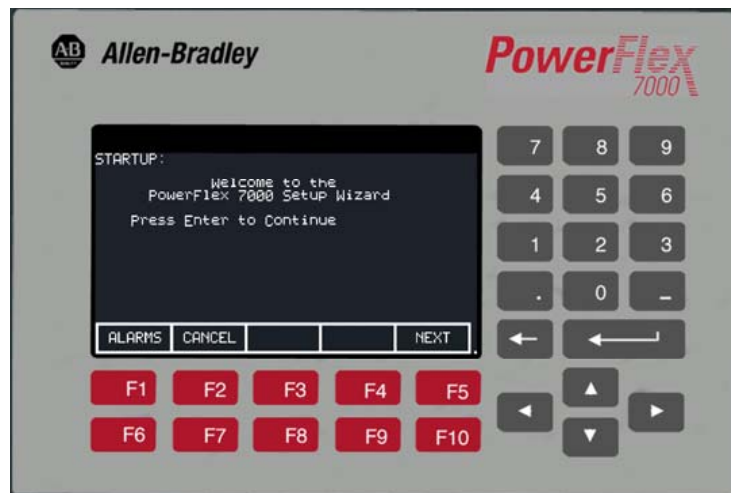 AB
Allen-Bradley
PowerFlex
7000
STARTUP:
Welcome to the
PowerFlex 7000 Setup Wizard
Press Enter to Continue
ALARMS CANCEL NEXT
7 8 9
4 5 6
1 2 3
. 0 –
F1 F2 F3 F4 F5
F6 F7 F8 F9 F10